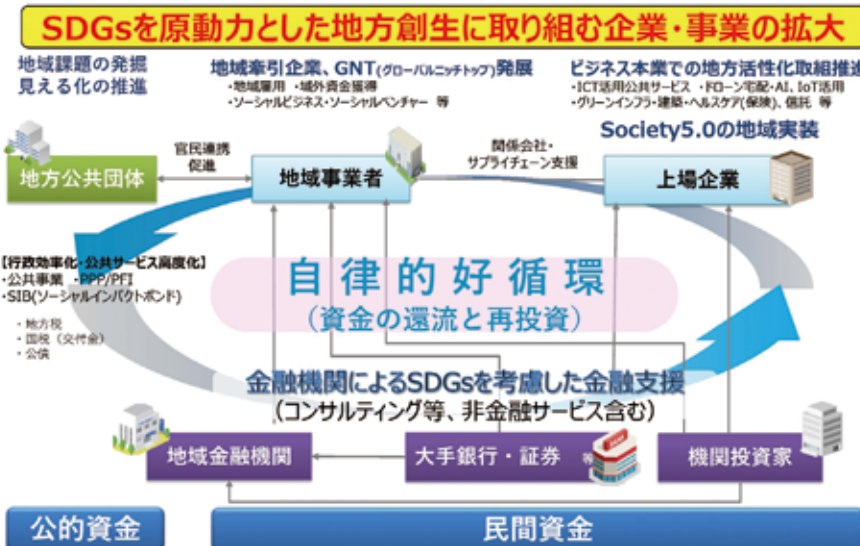 SDGsを原動力とした地方創生に取り組む企業・事業の拡大
地域課題の発掘
見える化の推進
地域牽引企業、GNT(グローバルニッチトップ)発展
・地域雇用 ・域外資金獲得
・ソーシャルビジネス・ソーシャルベンチャー 等
ビジネス本業での地方活性化取組推進
・ICT活用公共サービス ・ドローン宅配・AI、IoT活用
・グリーンインフラ・建築・ヘルスケア(保険)、信託 等
Society5.0の地域実装
地方公共団体
官民連携
促進
地域事業者
関係会社・
サプライチェーン支援
上場企業
【行政効率化・公共サービス高度化】
・公共事業 ・PPP/PFI
・SIB(ソーシャルインパクトボンド)
・地方税
・国税（交付金）
・公債
自律的好循環
（資金の還流と再投資）
金融機関によるSDGsを考慮した金融支援
（コンサルティング等、非金融サービス含む）
地域金融機関
大手銀行・証券 等
機関投資家
公的資金
民間資金